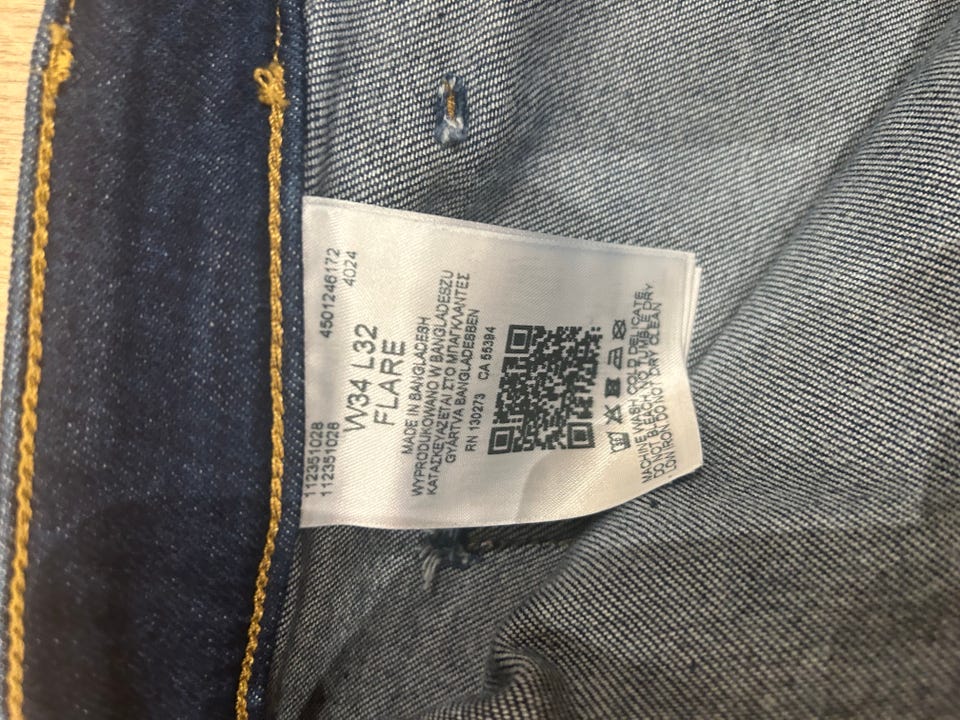 112351028 4501246172
112351028 4024
W34 L32
FLARE
MADE IN BANGLADESH
WYPRODUKOWANO W BANGLADESZU
ΚΑΤΑΣΚΕΥΑΖΕΤΑΙ ΣΤΟ ΜΠΑΓΚΛΑΝΤΕΣ
GYÁRTVA BANGLADESBEN
RN 130273 CA 55394
MACHINE WASH COLD DELICATE
DO NOT BLEACH, TUMBLE DRY
LOW IRON DO NOT DRY CLEAN